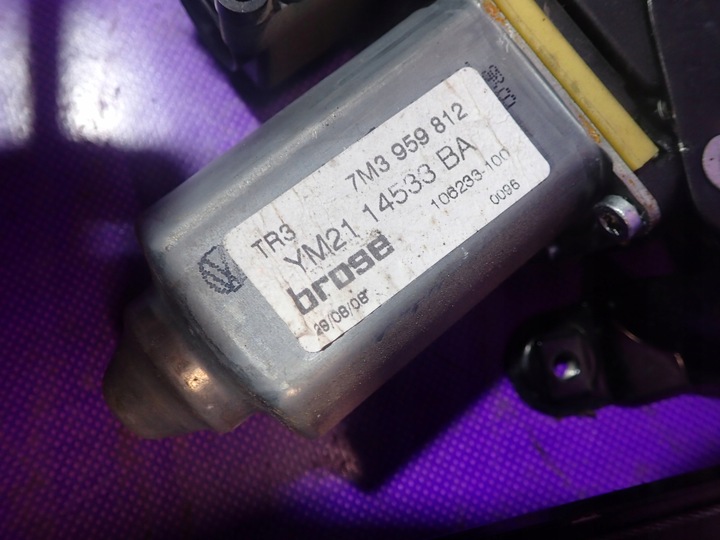 7M3 959 812
TR3
YM21 14533 BA
brose
106233-100
0096
29/08/08